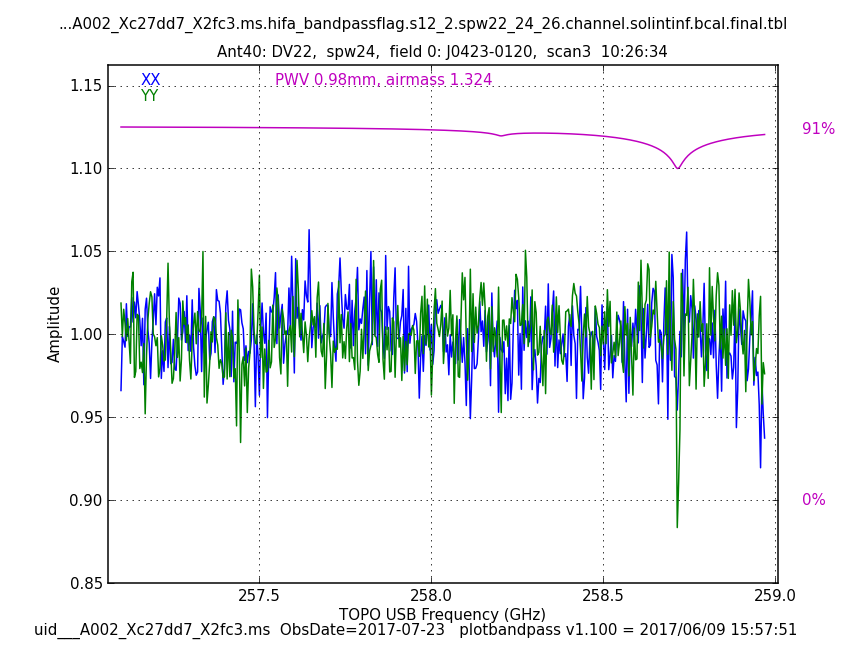 ...A002_Xc27dd7_X2fc3.ms.hifa_bandpassflag.s12_2.spw22_24_26.channel.solintinf.bcal.final.tbl
Ant40: DV22,  spw24,  field 0: J0423-0120,  scan3  10:26:34
XX
PWV 0.98mm, airmass 1.324
YY
1.15
1.10
1.05
1.00
0.95
0.90
0.85
Amplitude
91%
0%
257.5
258.0
258.5
259.0
TOPO USB Frequency (GHz)
uid___A002_Xc27dd7_X2fc3.ms  ObsDate=2017-07-23   plotbandpass v1.100 = 2017/06/09 15:57:51